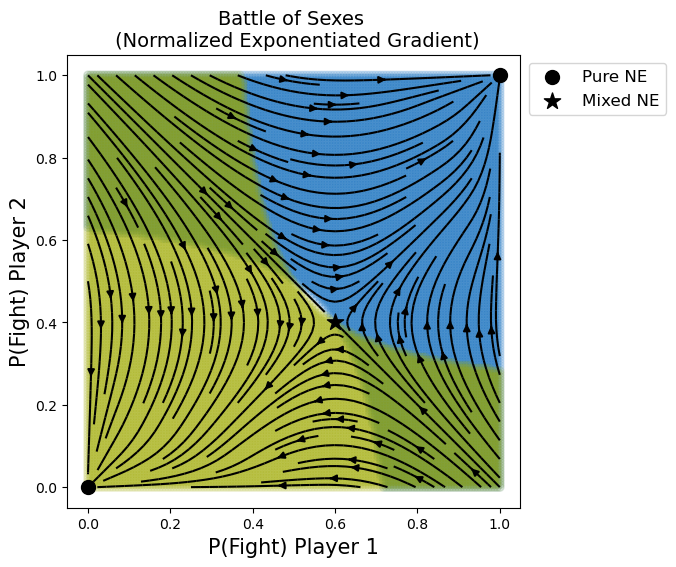 Battle of Sexes
(Normalized Exponentiated Gradient)
Pure NE
Mixed NE
P(Fight) Player 2
1.0
0.8
0.6
0.4
0.2
0.0
0.0 0.2 0.4 0.6 0.8 1.0
P(Fight) Player 1